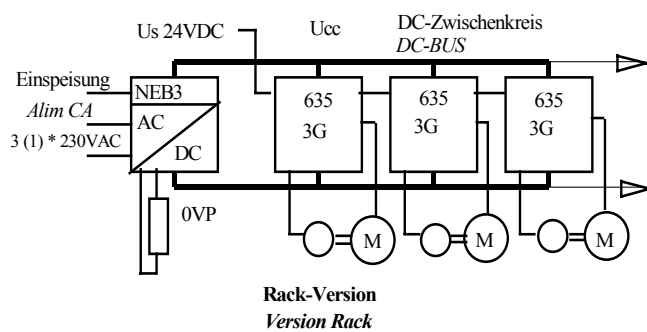 Us 24VDC
Ucc
DC-Zwischenkreis
DC-BUS
Einspeisung
Alim CA
3 (1) * 230VAC
NEB3
AC
DC
635
3G
635
3G
635
3G
0VP
M
M
M
Rack-Version
Version Rack